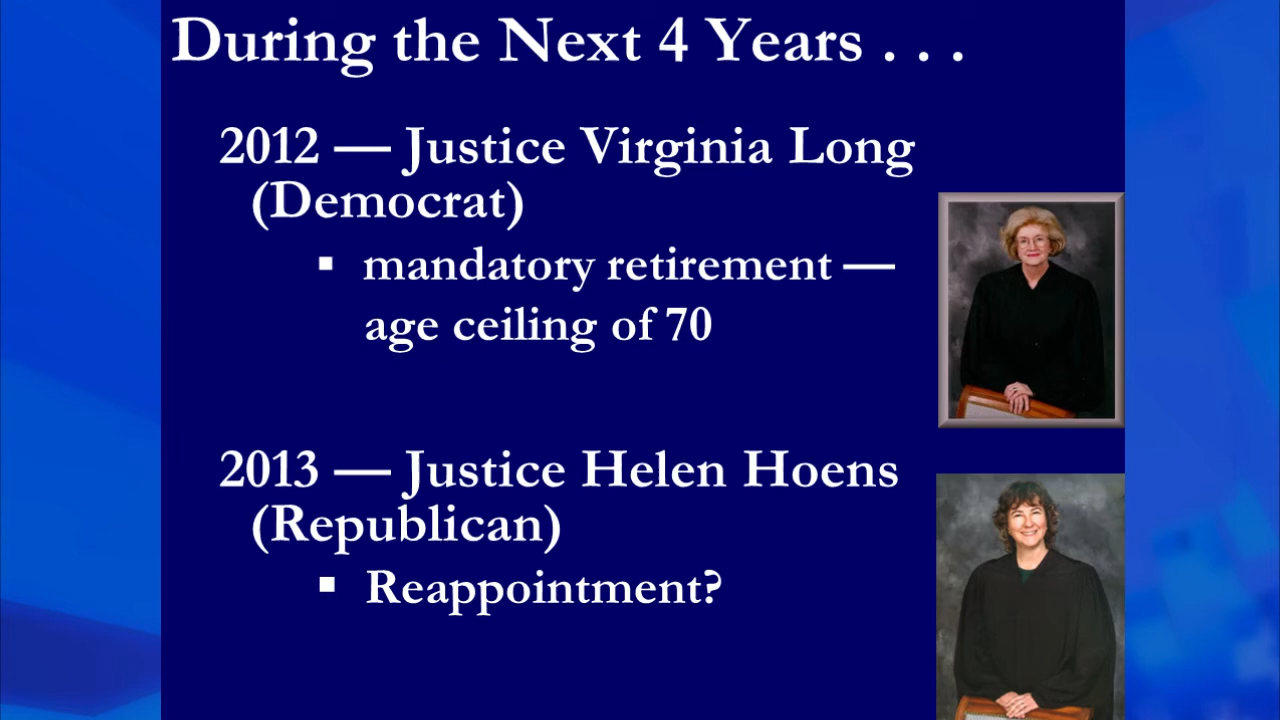 During the Next 4 Years . . .
2012 — Justice Virginia Long
(Democrat)
▪ mandatory retirement —
age ceiling of 70
2013 — Justice Helen Hoens
(Republican)
▪ Reappointment?